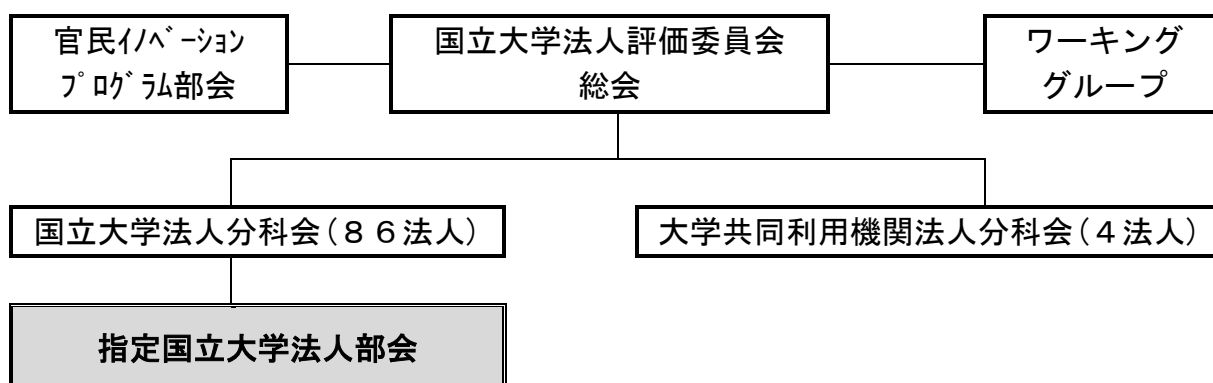 官民ｲﾉﾍﾞｰｼｮﾝ
ﾌﾟﾛｸﾞﾗﾑ部会
国立大学法人評価委員会
総会
ワーキング
グループ
国立大学法人分科会（８６法人）
大学共同利用機関法人分科会（４法人）
指定国立大学法人部会